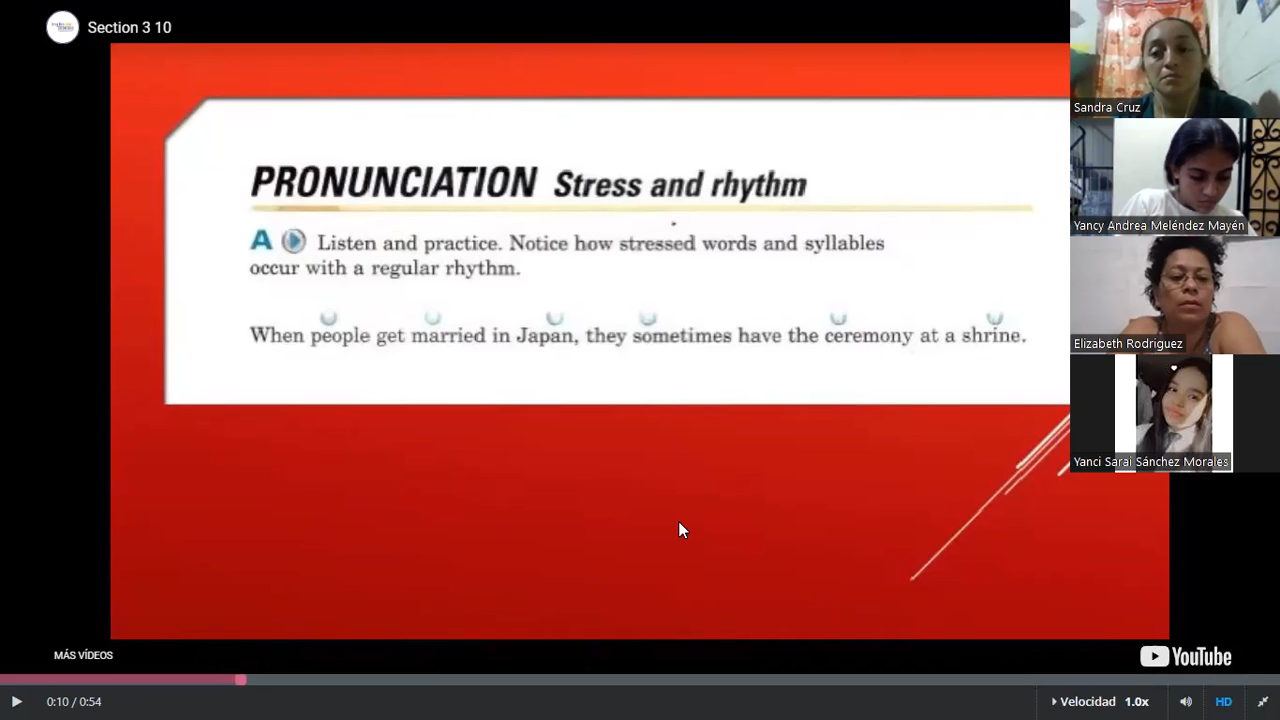 Section 3 10
PRONUNCIATION Stress and rhythm
A Listen and practice. Notice how stressed words and syllables
occur with a regular rhythm.
When people get married in Japan, they sometimes have the ceremony at a shrine.
Sandra Cruz
Yancy Andrea Meléndez Mayén
Elizabeth Rodriguez
Yanci Sarai Sánchez Morales
MÁS VÍDEOS
YouTube
0:10 / 0:54
Velocidad 1.0x
HD